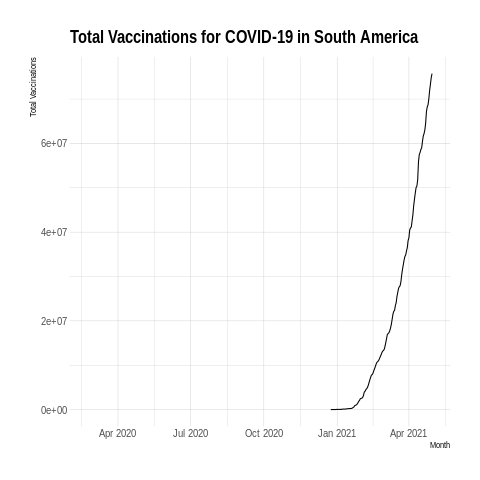 Total Vaccinations for COVID-19 in South America
Total Vaccinations
6e+07
4e+07
2e+07
0e+00
Apr 2020 Jul 2020 Oct 2020 Jan 2021 Apr 2021
Month